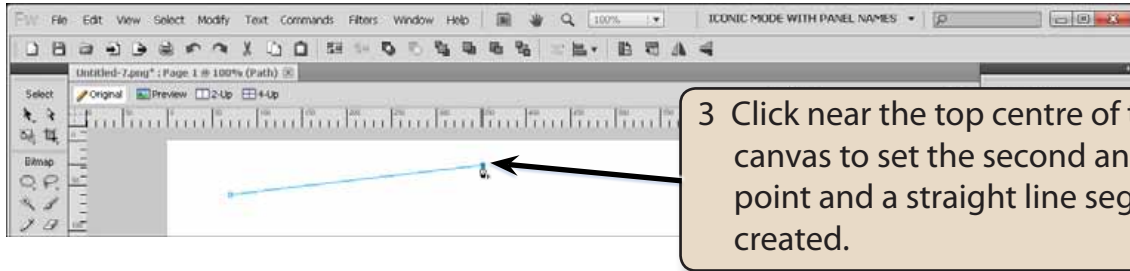 Fw File Edit View Select Modify Text Commands Filters Window Help 100% ICONIC MODE WITH PANEL NAMES
Untitled-7.png* : Page 1 @ 100% (Path)
Select
Original Preview 2-Up 4-Up
Bitmap
3 Click near the top centre of t
canvas to set the second an
point and a straight line seg
created.